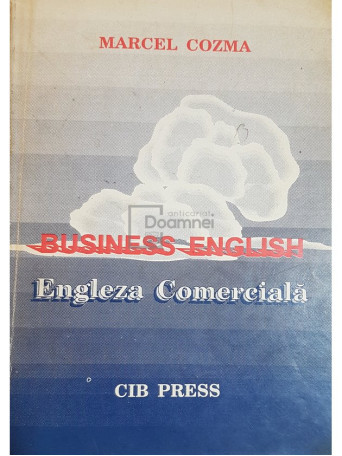 MARCEL COZMA
anticariat
Doamnei
BUSINESS ENGLISH
Engleza Comercială
CIB PRESS